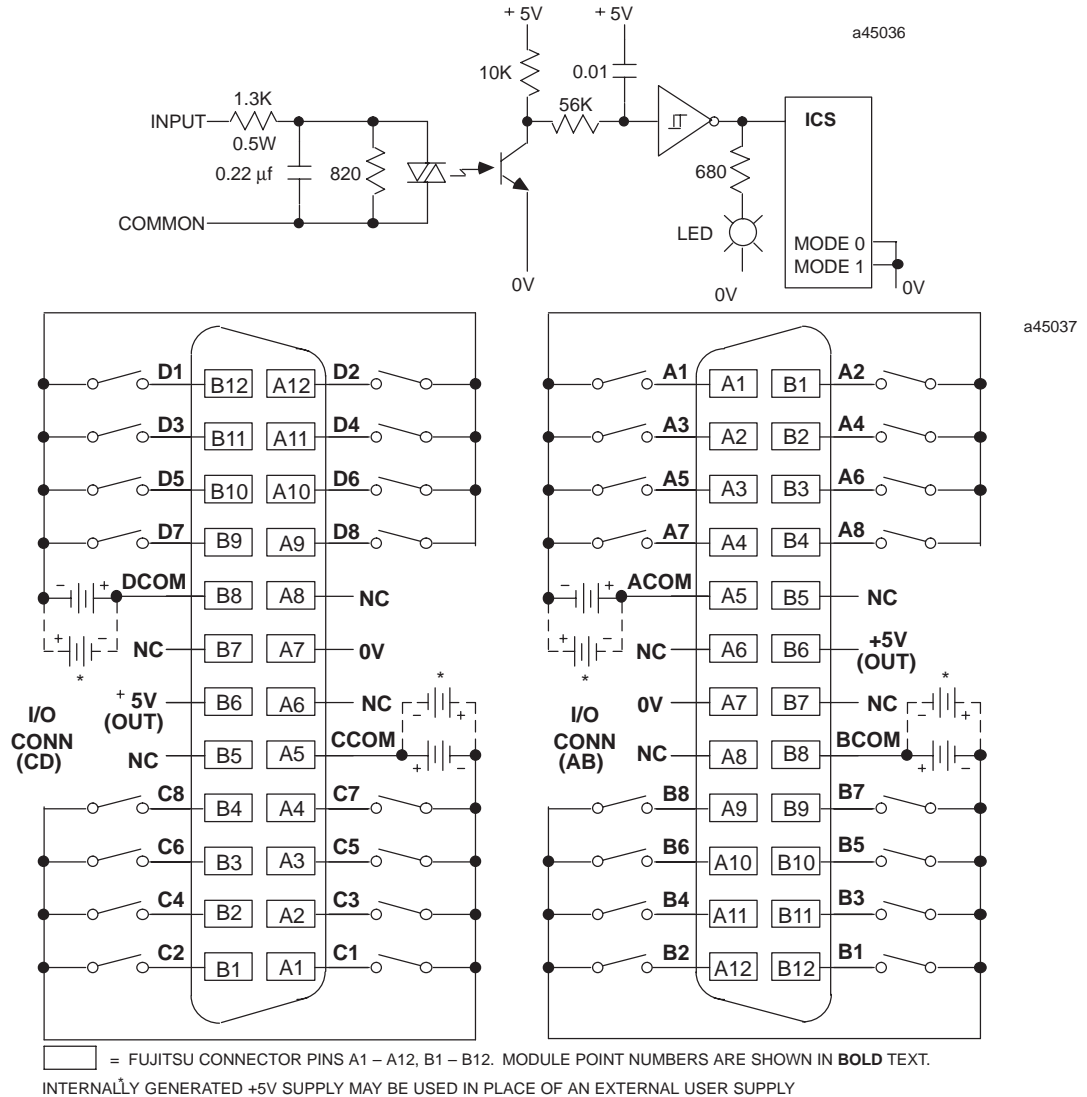 + 5V
+ 5V
a45036
10K
0.01
1.3K
56K
ICS
INPUT
0.5W
0.22 µf
820
680
COMMON
LED
MODE 0
MODE 1
0V
0V
0V
a45037
D1 B12 A12 D2
D3 B11 A11 D4
D5 B10 A10 D6
D7 B9 A9 D8
− + DCOM B8 A8 NC
+ − NC B7 A7 0V
*
*
+ 5V
(OUT) B6 A6 NC − +
I/O
CONN
(CD)
NC B5 A5 CCOM + −
C8 B4 A4 C7
C6 B3 A3 C5
C4 B2 A2 C3
C2 B1 A1 C1
A1 A1 B1 A2
A3 A2 B2 A4
A5 A3 B3 A6
A7 A4 B4 A8
− + ACOM A5 B5 NC
+ − NC A6 B6 +5V
(OUT)
*
*
0V A7 B7 NC − +
I/O
CONN
(AB)
NC A8 B8 BCOM + −
B8 A9 B9 B7
B6 A10 B10 B5
B4 A11 B11 B3
B2 A12 B12 B1
= FUJITSU CONNECTOR PINS A1 – A12, B1 – B12. MODULE POINT NUMBERS ARE SHOWN IN BOLD TEXT.
*
INTERNALLY GENERATED +5V SUPPLY MAY BE USED IN PLACE OF AN EXTERNAL USER SUPPLY